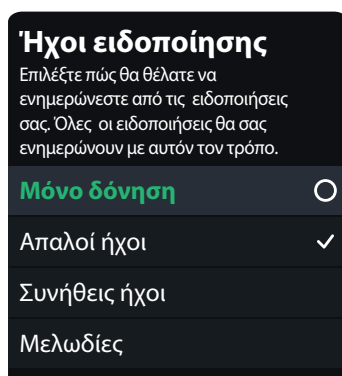 Ήχοι ειδοποίησης
Επιλέξτε πώς θα θέλατε να
ενημερώνεστε από τις ειδοποιήσεις
σας. Όλες οι ειδοποιήσεις θα σας
ενημερώνουν με αυτόν τον τρόπο.
Μόνο δόνηση
Απαλοί ήχοι
Συνήθεις ήχοι
Μελωδίες